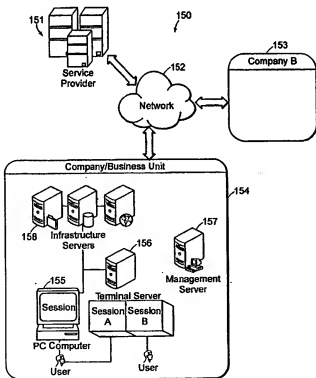 150
151
152
153
Company B
Service
Provider
Network
Company/Business Unit
154
158
Infrastructure
Servers
156
157
Management
Server
155
Session
Terminal Server
Session
A
Session
B
PC Computer
User
User